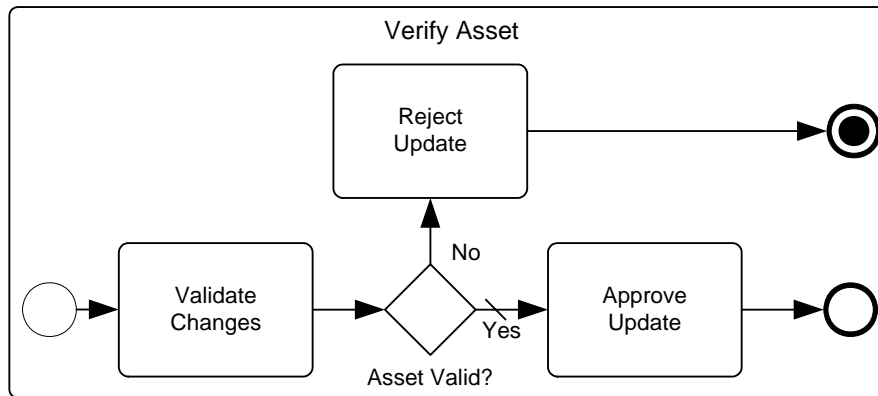 Verify Asset
Reject
Update
No
Validate
Changes
Approve
Update
Yes
Asset Valid?